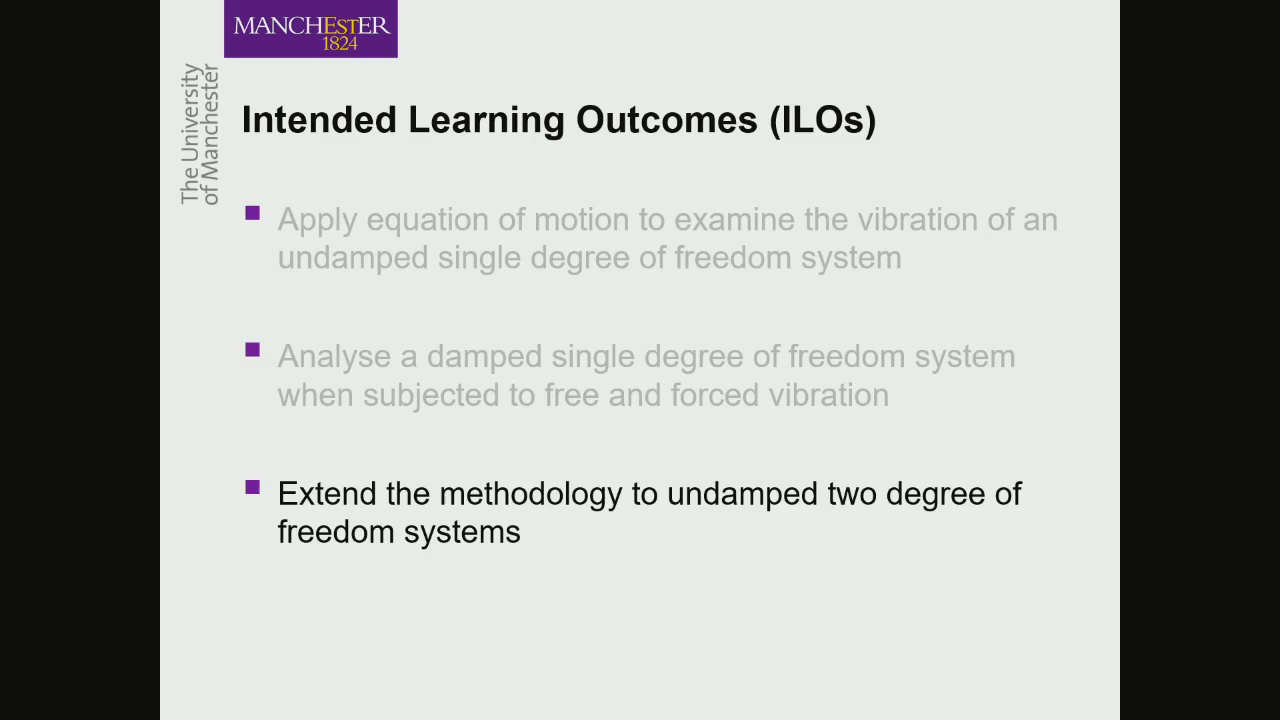 MANCHESTER
1824
The University
of Manchester
Intended Learning Outcomes (ILOs)
Apply equation of motion to examine the vibration of an
undamped single degree of freedom system
Analyse a damped single degree of freedom system
when subjected to free and forced vibration
Extend the methodology to undamped two degree of
freedom systems